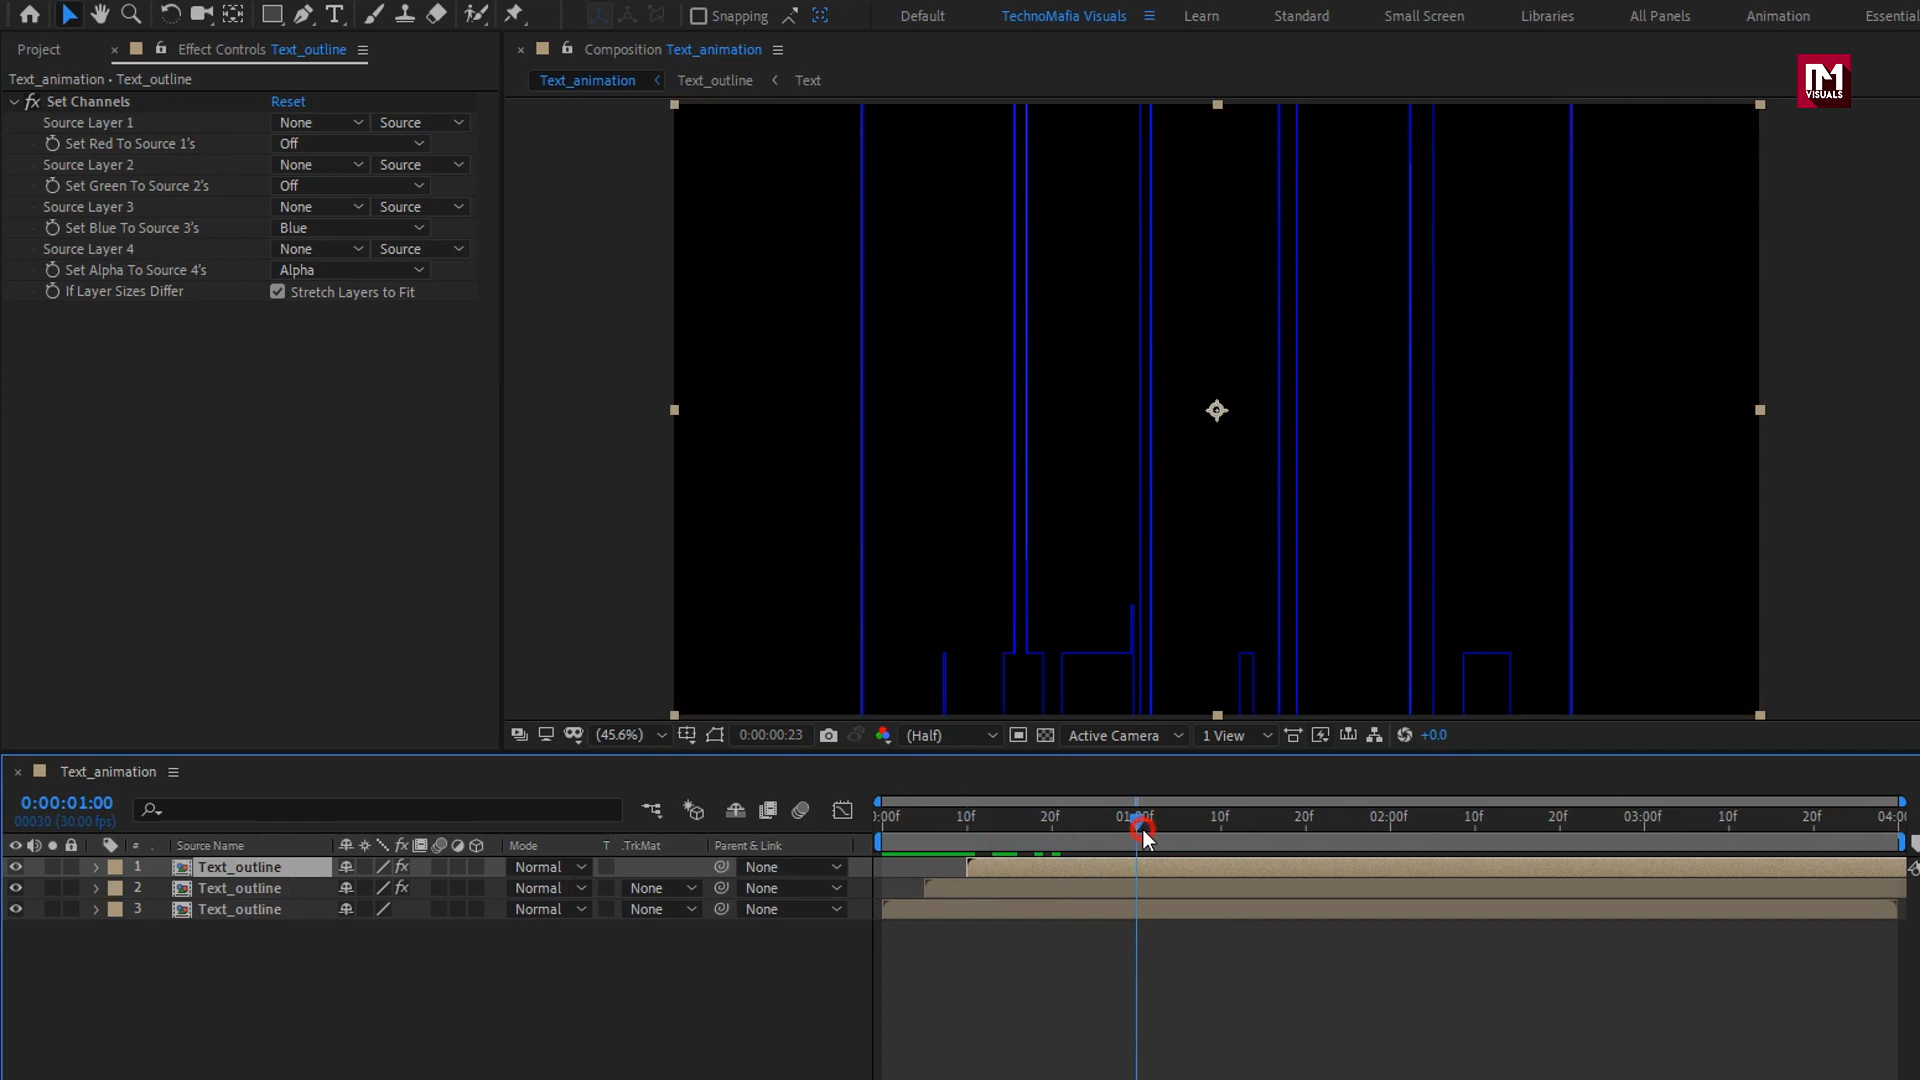 Snapping
Default
TechnoMafia Visuals
Learn
Standard
Small Screen
Libraries
All Panels
Animation
Essential
Project
Effect Controls Text_outline
Composition Text_animation
Text_animation • Text_outline
Text_animation
Text_outline
Text
VISUALS
fx Set Channels Reset
Source Layer 1 None Source
Set Red To Source 1's Off
Source Layer 2 None Source
Set Green To Source 2's Off
Source Layer 3 None Source
Set Blue To Source 3's Blue
Source Layer 4 None Source
Set Alpha To Source 4's Alpha
If Layer Sizes Differ Stretch Layers to Fit
(45.6%) 0:00:00:23 (Half) Active Camera 1 View +0.0
Text_animation
0:00:01:00
00030 (30.00 fps)
0:00f 10f 20f 01:00f 10f 20f 02:00f 10f 20f 03:00f 10f 20f 04:00
# Source Name Mode T .TrkMat Parent & Link
1 Text_outline fx Normal None
2 Text_outline fx Normal None None
3 Text_outline Normal None None